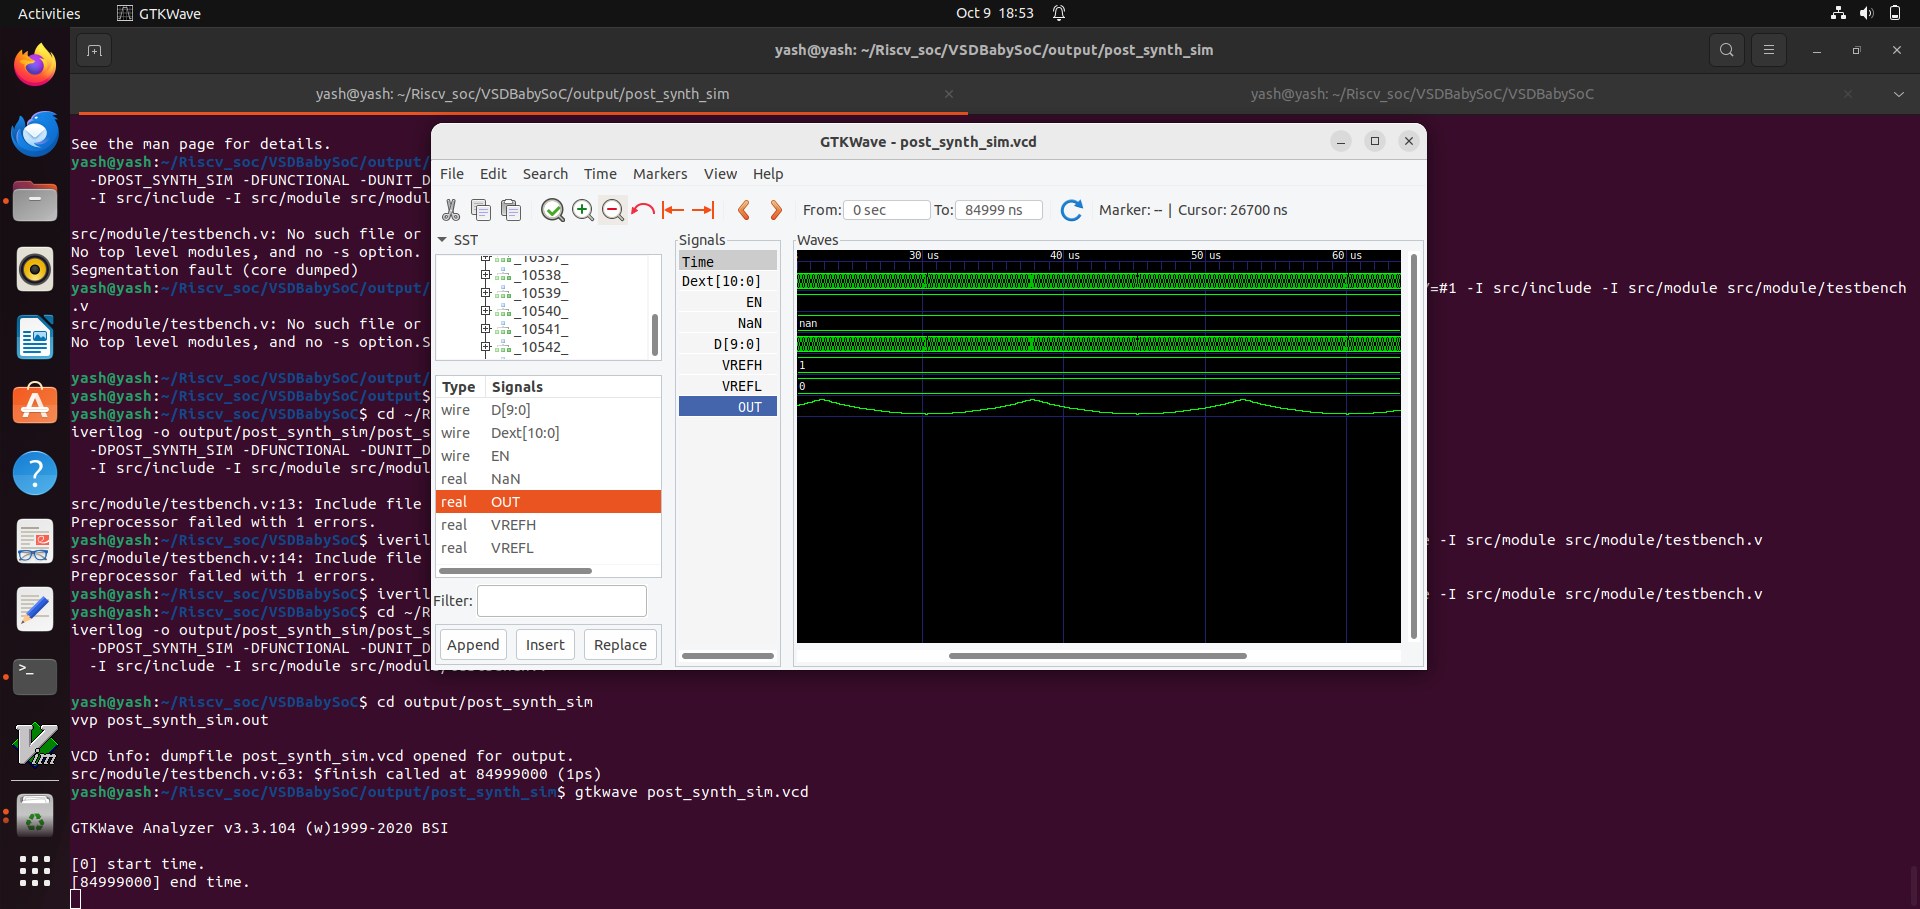 Activities
GTKWave
Oct 9 18:53
yash@yash: ~/Riscv_soc/VSDBabySoC/output/post_synth_sim
yash@yash: ~/Riscv_soc/VSDBabySoC/output/post_synth_sim
yash@yash: ~/Riscv_soc/VSDBabySoC/VSDBabySoC
See the man page for details.
yash@yash:~/Riscv_soc/VSDBabySoC/output/
-DPOST_SYNTH_SIM -DFUNCTIONAL -DUNIT_D
-I src/include -I src/module src/modul
src/module/testbench.v: No such file or
No top level modules, and no -s option.
Segmentation fault (core dumped)
yash@yash:~/Riscv_soc/VSDBabySoC/output/
/=#1 -I src/include -I src/module src/module/testbench
.v
src/module/testbench.v: No such file or
No top level modules, and no -s option.S
yash@yash:~/Riscv_soc/VSDBabySoC/output/
yash@yash:~/Riscv_soc/VSDBabySoC/output$
yash@yash:~/Riscv_soc/VSDBabySoC$ cd ~/R
iverilog -o output/post_synth_sim/post_s
-DPOST_SYNTH_SIM -DFUNCTIONAL -DUNIT_D
-I src/include -I src/module src/modul
src/module/testbench.v:13: Include file
Preprocessor failed with 1 errors.
yash@yash:~/Riscv_soc/VSDBabySoC$ iveril
-I src/module src/module/testbench.v
src/module/testbench.v:14: Include file
Preprocessor failed with 1 errors.
yash@yash:~/Riscv_soc/VSDBabySoC$ iveril
-I src/module src/module/testbench.v
yash@yash:~/Riscv_soc/VSDBabySoC$ cd ~/R
iverilog -o output/post_synth_sim/post_s
-DPOST_SYNTH_SIM -DFUNCTIONAL -DUNIT_D
-I src/include -I src/module src/module
yash@yash:~/Riscv_soc/VSDBabySoC$ cd output/post_synth_sim
vvp post_synth_sim.out
VCD info: dumpfile post_synth_sim.vcd opened for output.
src/module/testbench.v:63: $finish called at 84999000 (1ps)
yash@yash:~/Riscv_soc/VSDBabySoC/output/post_synth_sim$ gtkwave post_synth_sim.vcd
GTKWave Analyzer v3.3.104 (w)1999-2020 BSI
[0] start time.
[84999000] end time.
GTKWave - post_synth_sim.vcd
File Edit Search Time Markers View Help
From: 0 sec To: 84999 ns Marker: -- | Cursor: 26700 ns
SST
_10537_
_10538_
_10539_
_10540_
_10541_
_10542_
Type Signals
wire D[9:0]
wire Dext[10:0]
wire EN
real NaN
real OUT
real VREFH
real VREFL
Filter:
Append Insert Replace
Signals
Time
Dext[10:0]
EN
NaN
D[9:0]
VREFH
VREFL
OUT
Waves
30 us 40 us 50 us 60 us
nan
1
0